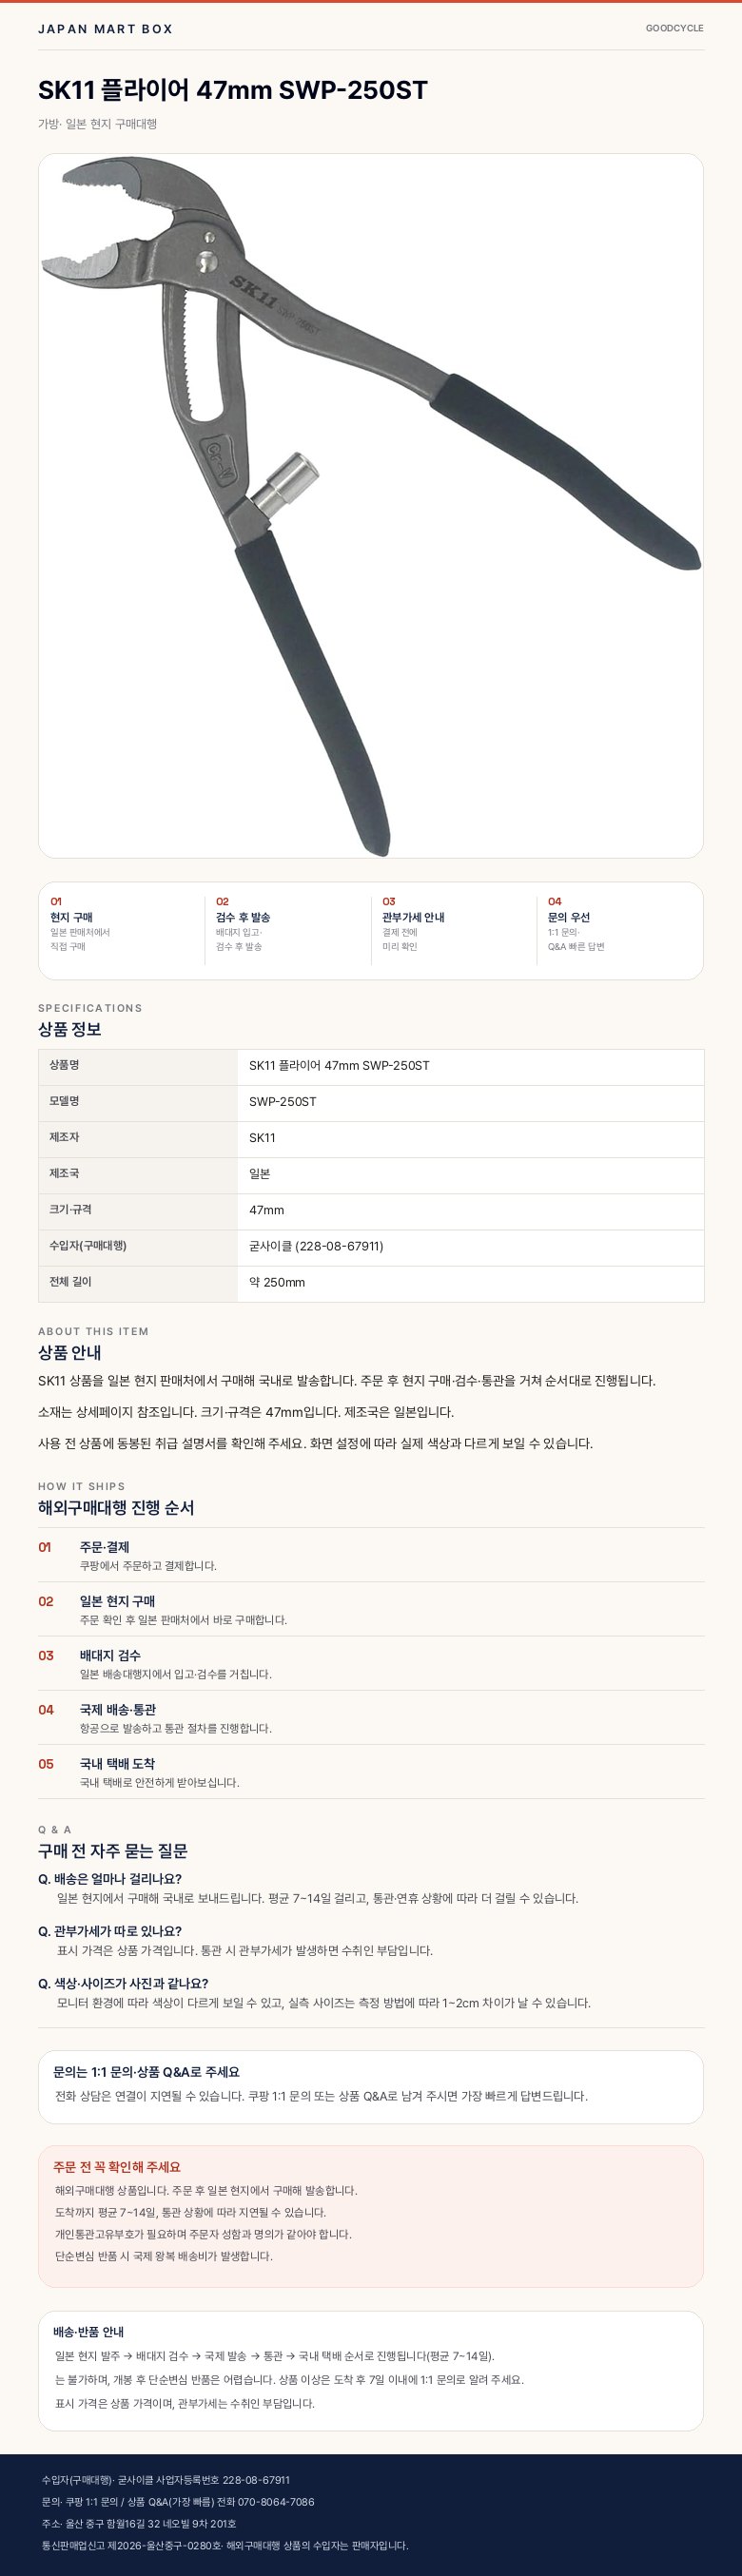 JAPAN MART BOX
GOODCYCLE
SK11 플라이어 47mm SWP-250ST
가방· 일본 현지 구매대행
SK11
01
현지 구매
일본 판매처에서
직접 구매
02
검수 후 발송
배대지 입고·
검수 후 발송
03
관부가세 안내
결제 전에
미리 확인
04
문의 우선
1:1 문의·
Q&A 빠른 답변
SPECIFICATIONS
상품 정보
상품명 SK11 플라이어 47mm SWP-250ST
모델명 SWP-250ST
제조자 SK11
제조국 일본
크기·규격 47mm
수입자(구매대행) 굳사이클 (228-08-67911)
전체 길이 약 250mm
ABOUT THIS ITEM
상품 안내
SK11 상품을 일본 현지 판매처에서 구매해 국내로 발송합니다. 주문 후 현지 구매·검수·통관을 거쳐 순서대로 진행됩니다.
소재는 상세페이지 참조입니다. 크기·규격은 47mm입니다. 제조국은 일본입니다.
사용 전 상품에 동봉된 취급 설명서를 확인해 주세요. 화면 설정에 따라 실제 색상과 다르게 보일 수 있습니다.
HOW IT SHIPS
해외구매대행 진행 순서
01 주문·결제
쿠팡에서 주문하고 결제합니다.
02 일본 현지 구매
주문 확인 후 일본 판매처에서 바로 구매합니다.
03 배대지 검수
일본 배송대행지에서 입고·검수를 거칩니다.
04 국제 배송·통관
항공으로 발송하고 통관 절차를 진행합니다.
05 국내 택배 도착
국내 택배로 안전하게 받아보십니다.
Q & A
구매 전 자주 묻는 질문
Q. 배송은 얼마나 걸리나요?
일본 현지에서 구매해 국내로 보내드립니다. 평균 7~14일 걸리고, 통관·연휴 상황에 따라 더 걸릴 수 있습니다.
Q. 관부가세가 따로 있나요?
표시 가격은 상품 가격입니다. 통관 시 관부가세가 발생하면 수취인 부담입니다.
Q. 색상·사이즈가 사진과 같나요?
모니터 환경에 따라 색상이 다르게 보일 수 있고, 실측 사이즈는 측정 방법에 따라 1~2cm 차이가 날 수 있습니다.
문의는 1:1 문의·상품 Q&A로 주세요
전화 상담은 연결이 지연될 수 있습니다. 쿠팡 1:1 문의 또는 상품 Q&A로 남겨 주시면 가장 빠르게 답변드립니다.
주문 전 꼭 확인해 주세요
해외구매대행 상품입니다. 주문 후 일본 현지에서 구매해 발송합니다.
도착까지 평균 7~14일, 통관 상황에 따라 지연될 수 있습니다.
개인통관고유부호가 필요하며 주문자 성함과 명의가 같아야 합니다.
단순변심 반품 시 국제 왕복 배송비가 발생합니다.
배송·반품 안내
일본 현지 발주 → 배대지 검수 → 국제 발송 → 통관 → 국내 택배 순서로 진행됩니다(평균 7~14일).
는 불가하며, 개봉 후 단순변심 반품은 어렵습니다. 상품 이상은 도착 후 7일 이내에 1:1 문의로 알려 주세요.
표시 가격은 상품 가격이며, 관부가세는 수취인 부담입니다.
수입자(구매대행)· 굳사이클 사업자등록번호 228-08-67911
문의· 쿠팡 1:1 문의 / 상품 Q&A(가장 빠름) 전화 070-8064-7086
주소· 울산 중구 함월16길 32 네오빌 9차 201호
통신판매업신고 제2026-울산중구-0280호· 해외구매대행 상품의 수입자는 판매자입니다.